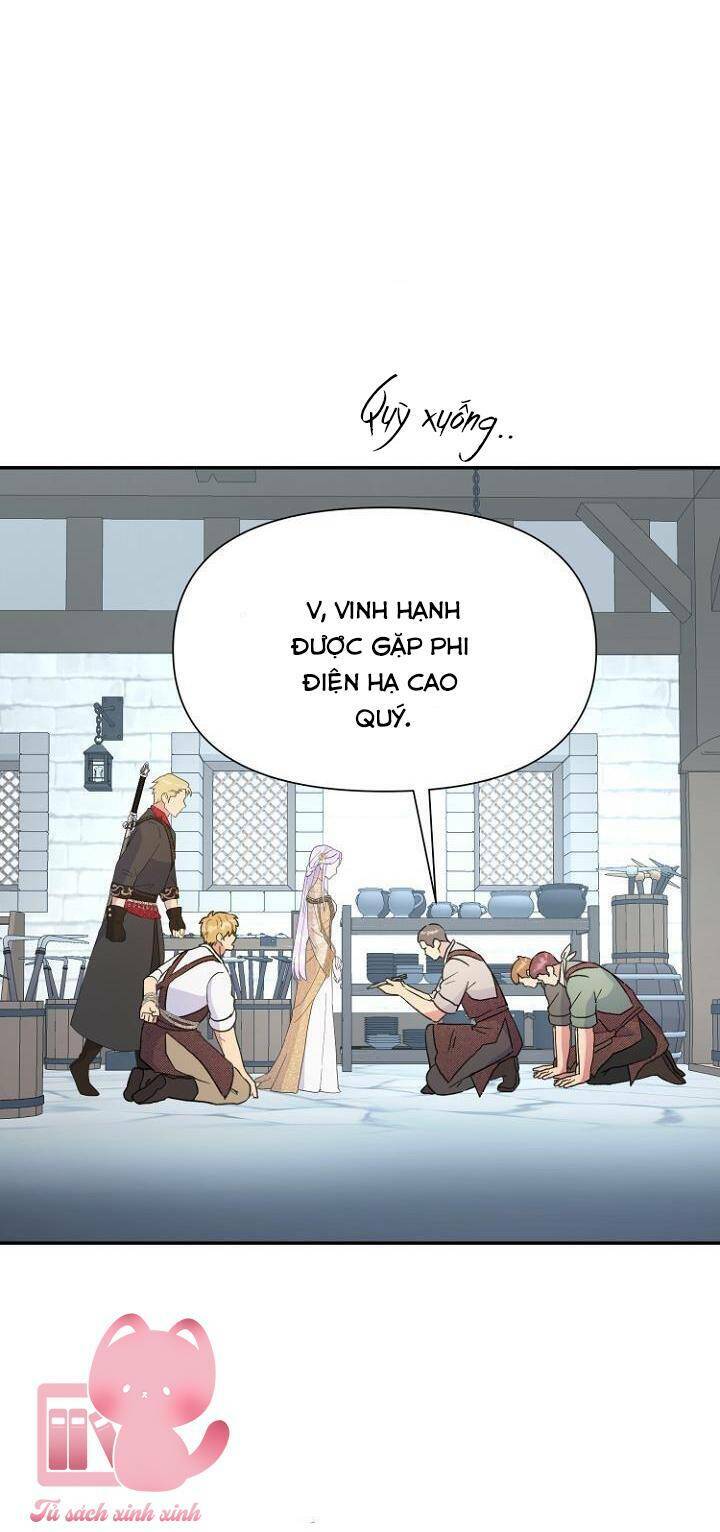 Quỳ xuống..
V, VINH HẠNH
ĐƯỢC GẶP PHI
ĐIỆN HẠ CAO
QUÝ.
Tủ sách xinh xinh